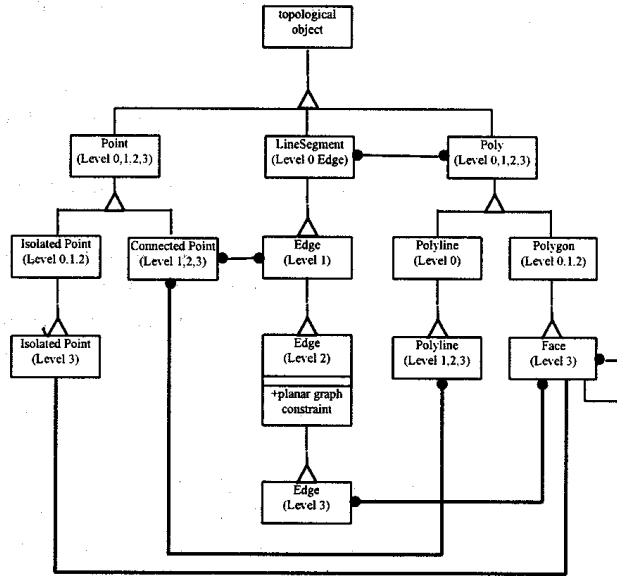 topological
object
Point
(Level 0,1,2,3)
LineSegment
(Level 0 Edge)
Poly
(Level 0,1,2,3)
Isolated Point
(Level 0.1.2)
Connected Point
(Level 1,2,3)
Edge
(Level 1)
Polyline
(Level 0)
Polygon
(Level 0.1.2)
Isolated Point
(Level 3)
Edge
(Level 2)
+planar graph
constraint
Polyline
(Level 1,2,3)
Face
(Level 3)
Edge
(Level 3)